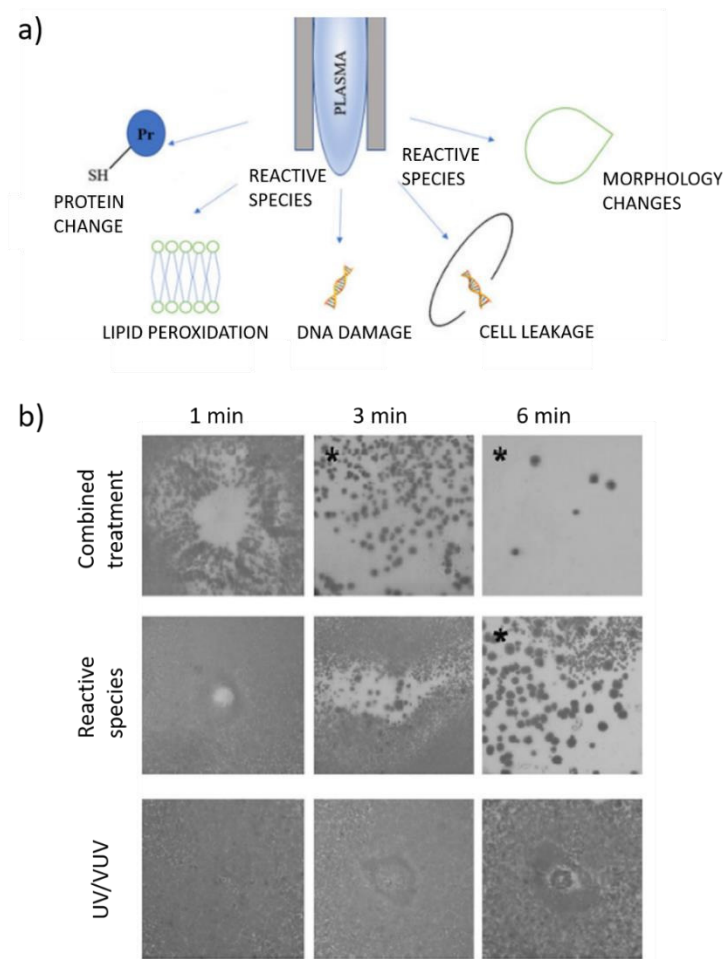 a)
PLASMA
Pr
SH
PROTEIN
CHANGE
REACTIVE
SPECIES
REACTIVE
SPECIES
MORPHOLOGY
CHANGES
LIPID PEROXIDATION
DNA DAMAGE
CELL LEAKAGE
b)
1 min
3 min
6 min
Combined
treatment
*
*
Reactive
species
*
UV/VUV